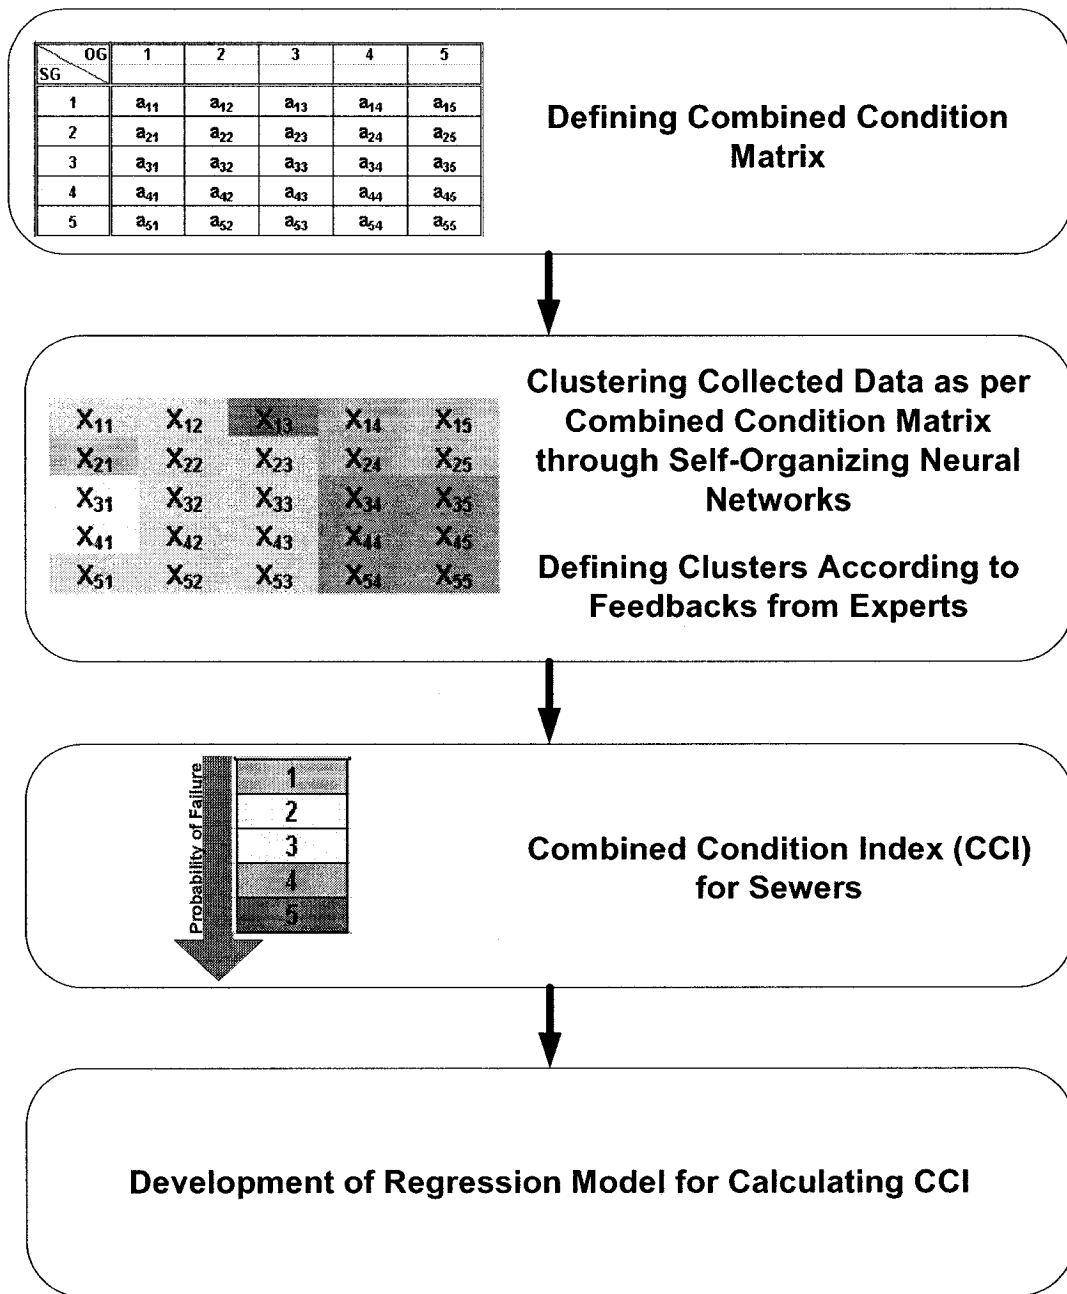 OG 1 2 3 4 5
SG
1 a11 a12 a13 a14 a15
2 a21 a22 a23 a24 a25
3 a31 a32 a33 a34 a35
4 a41 a42 a43 a44 a45
5 a51 a52 a53 a54 a55
Defining Combined Condition
Matrix
X11 X12 X13 X14 X15
X21 X22 X23 X24 X25
X31 X32 X33 X34 X35
X41 X42 X43 X44 X45
X51 X52 X53 X54 X55
Clustering Collected Data as per
Combined Condition Matrix
through Self-Organizing Neural
Networks
Defining Clusters According to
Feedbacks from Experts
Probability of Failure
1
2
3
4
5
Combined Condition Index (CCI)
for Sewers
Development of Regression Model for Calculating CCI